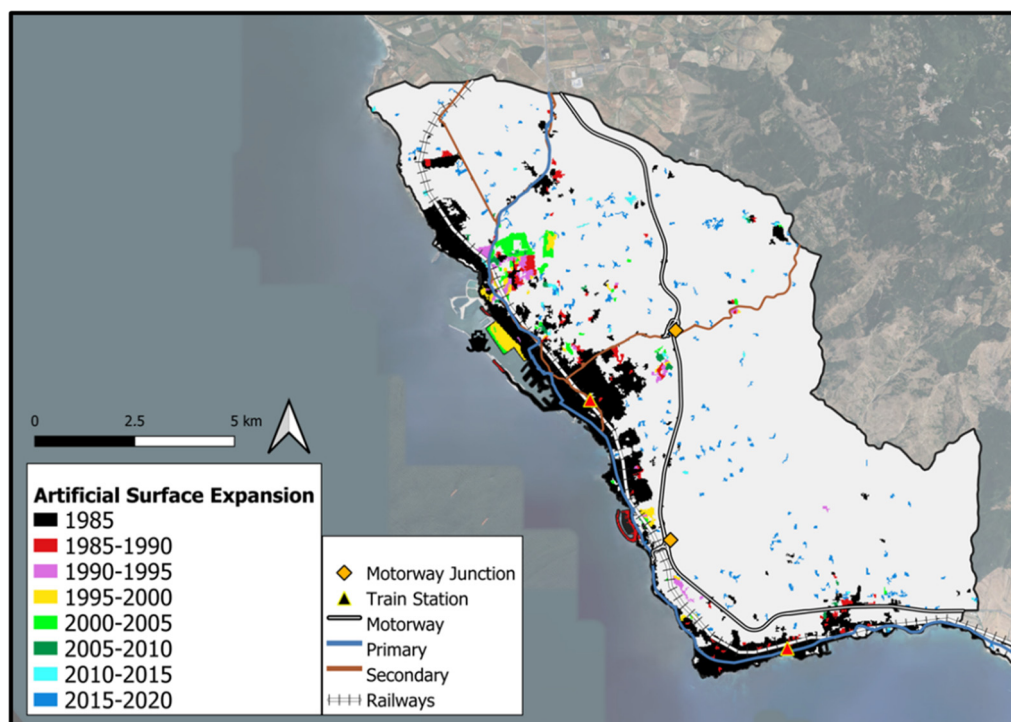 0 2.5 5 km
Artificial Surface Expansion
1985
1985-1990
1990-1995
1995-2000
2000-2005
2005-2010
2010-2015
2015-2020
Motorway Junction
Train Station
Motorway
Primary
Secondary
Railways